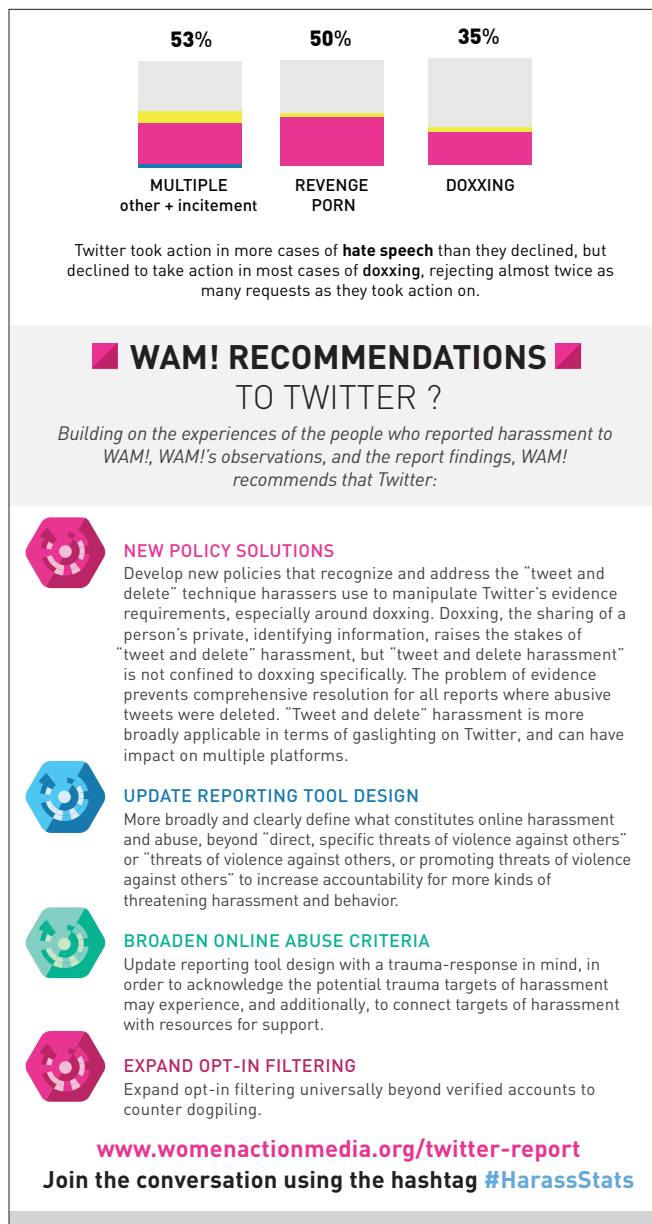 53%
50%
35%
MULTIPLE
other + incitement
REVENGE
PORN
DOXXING
Twitter took action in more cases of hate speech than they declined, but
declined to take action in most cases of doxxing, rejecting almost twice as
many requests as they took action on.
WAM! RECOMMENDATIONS
TO TWITTER ?
Building on the experiences of the people who reported harassment to
WAM!, WAM!’s observations, and the report findings, WAM!
recommends that Twitter:
NEW POLICY SOLUTIONS
Develop new policies that recognize and address the “tweet and
delete” technique harassers use to manipulate Twitter’s evidence
requirements, especially around doxxing. Doxxing, the sharing of a
person’s private, identifying information, raises the stakes of
“tweet and delete” harassment, but “tweet and delete harassment”
is not confined to doxxing specifically. The problem of evidence
prevents comprehensive resolution for all reports where abusive
tweets were deleted. “Tweet and delete” harassment is more
broadly applicable in terms of gaslighting on Twitter, and can have
impact on multiple platforms.
UPDATE REPORTING TOOL DESIGN
More broadly and clearly define what constitutes online harassment
and abuse, beyond “direct, specific threats of violence against others”
or “threats of violence against others, or promoting threats of violence
against others” to increase accountability for more kinds of
threatening harassment and behavior.
BROADEN ONLINE ABUSE CRITERIA
Update reporting tool design with a trauma-response in mind, in
order to acknowledge the potential trauma targets of harassment
may experience, and additionally, to connect targets of harassment
with resources for support.
EXPAND OPT-IN FILTERING
Expand opt-in filtering universally beyond verified accounts to
counter dogpiling.
www.womenactionmedia.org/twitter-report
Join the conversation using the hashtag #HarassStats